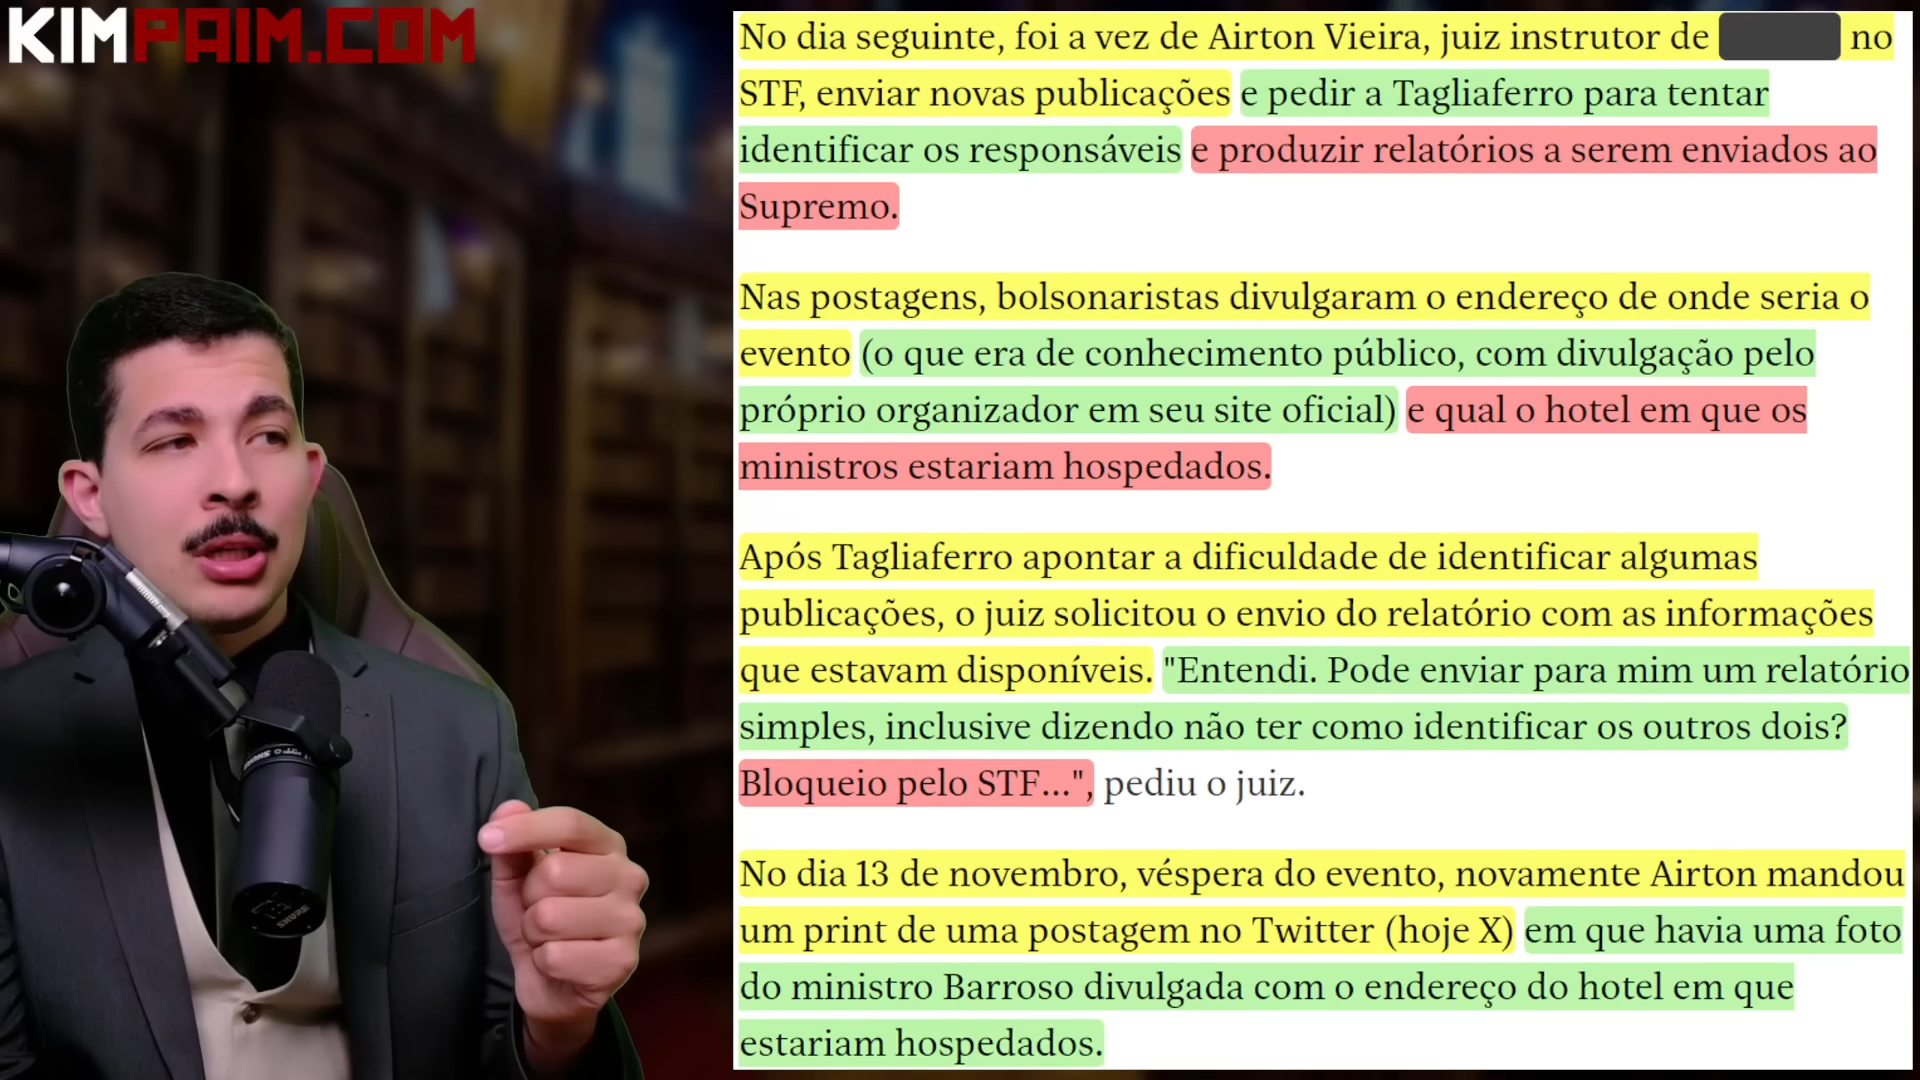 KIMPAIM.COM
No dia seguinte, foi a vez de Airton Vieira, juiz instrutor de no
STF, enviar novas publicações e pedir a Tagliaferro para tentar
identificar os responsáveis e produzir relatórios a serem enviados ao
Supremo.
Nas postagens, bolsonaristas divulgaram o endereço de onde seria o
evento (o que era de conhecimento público, com divulgação pelo
próprio organizador em seu site oficial) e qual o hotel em que os
ministros estariam hospedados.
Após Tagliaferro apontar a dificuldade de identificar algumas
publicações, o juiz solicitou o envio do relatório com as informações
que estavam disponíveis. "Entendi. Pode enviar para mim um relatório
simples, inclusive dizendo não ter como identificar os outros dois?
Bloqueio pelo STF...", pediu o juiz.
No dia 13 de novembro, véspera do evento, novamente Airton mandou
um print de uma postagem no Twitter (hoje X) em que havia uma foto
do ministro Barroso divulgada com o endereço do hotel em que
estariam hospedados.